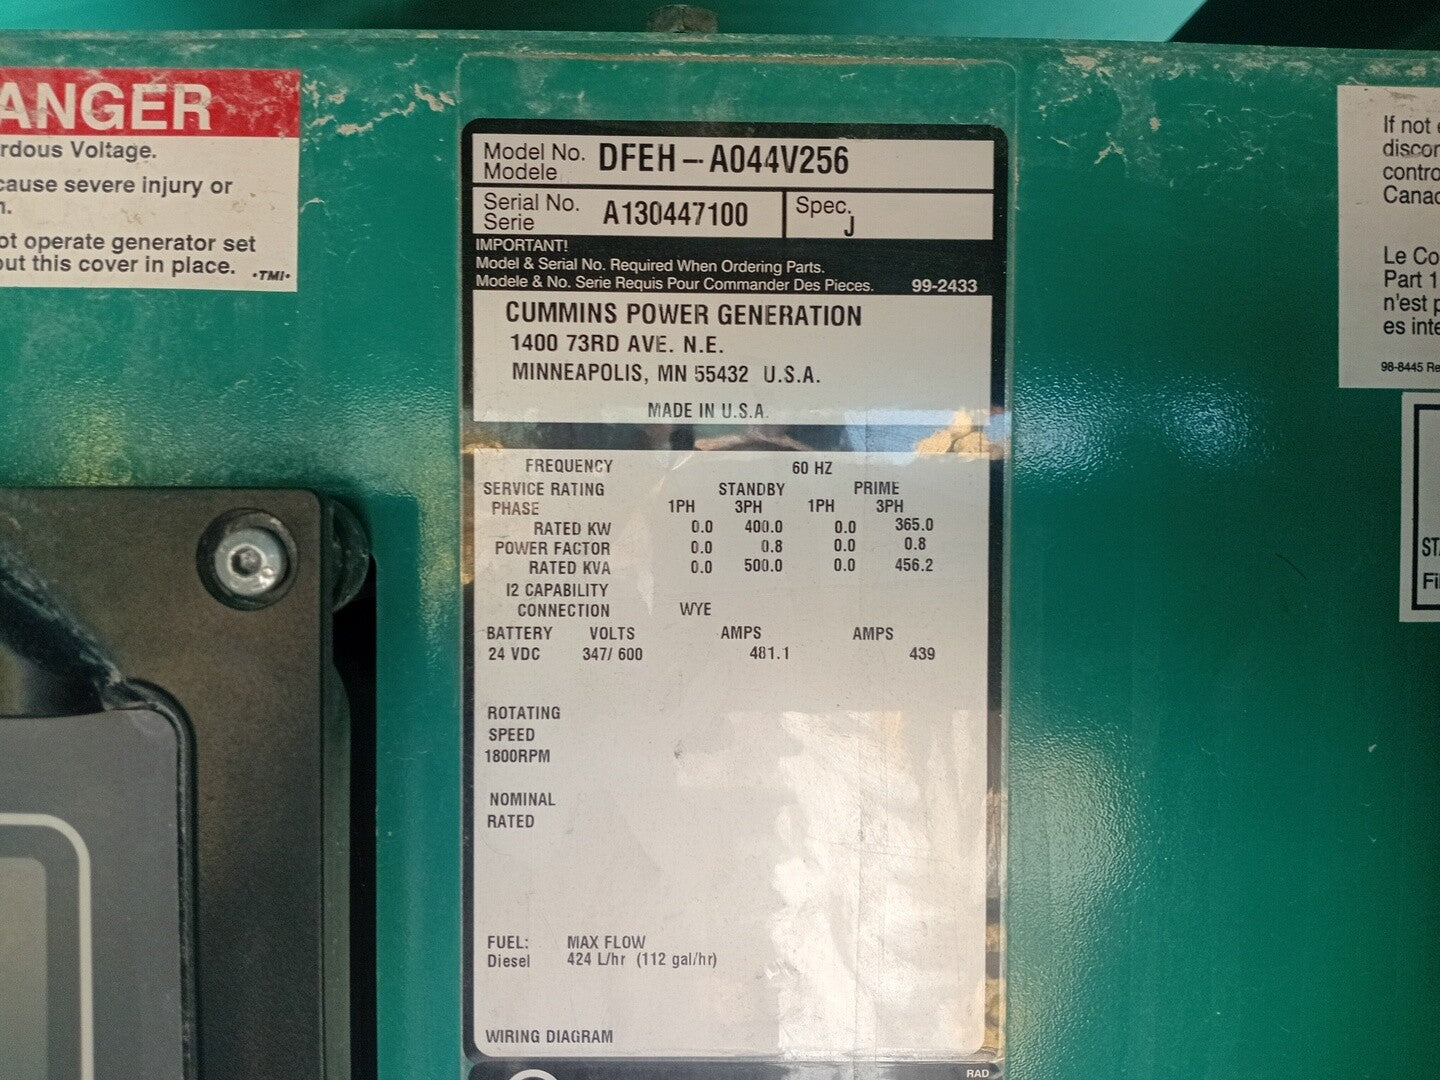 ANGER
rdous Voltage.
cause severe injury or
n.
ot operate generator set
out this cover in place. •TMI•
Model No. DFEH – A044V256
Modele
Serial No. A130447100 Spec. J
Serie
IMPORTANT!
Model & Serial No. Required When Ordering Parts.
Modele & No. Serie Requis Pour Commander Des Pieces. 99-2433
CUMMINS POWER GENERATION
1400 73RD AVE. N.E.
MINNEAPOLIS, MN 55432 U.S.A.
MADE IN U.S.A.
FREQUENCY 60 HZ
SERVICE RATING STANDBY PRIME
PHASE 1PH 3PH 1PH 3PH
RATED KW 0.0 400.0 0.0 365.0
POWER FACTOR 0.0 0.8 0.0 0.8
RATED KVA 0.0 500.0 0.0 456.2
I2 CAPABILITY
CONNECTION WYE
BATTERY VOLTS AMPS AMPS
24 VDC 347/ 600 481.1 439
ROTATING
SPEED
1800RPM
NOMINAL
RATED
FUEL: MAX FLOW
Diesel 424 L/hr (112 gal/hr)
WIRING DIAGRAM
RAD
If not
discon
contro
Canad
Le Co
Part 1
n'est p
es inte
98-8445 Re
STA
Fi